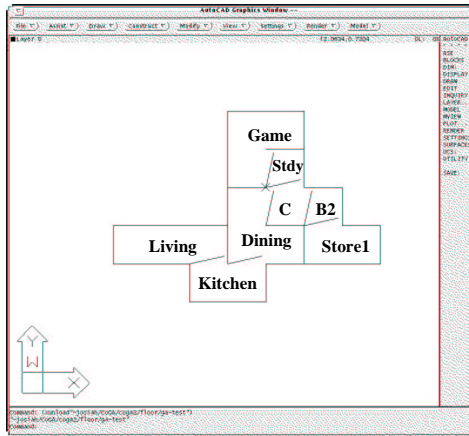 AutoCAD Graphics Window --
File Assist Draw Construct Modify View Settings Render Model
Layer 0
AutoCAD
* * * *
ASE
BLOCKS
DIM:
DISPLAY
DRAW
EDIT
INQUIRY
LAYER...
MODEL
MVIEW
PLOT...
RENDER
SETTINGS
SURFACES
UCS:
UTILITY
SAVE:
Game
Stdy
C B2
Living Dining Store1
Kitchen
Y
W
X
Command: